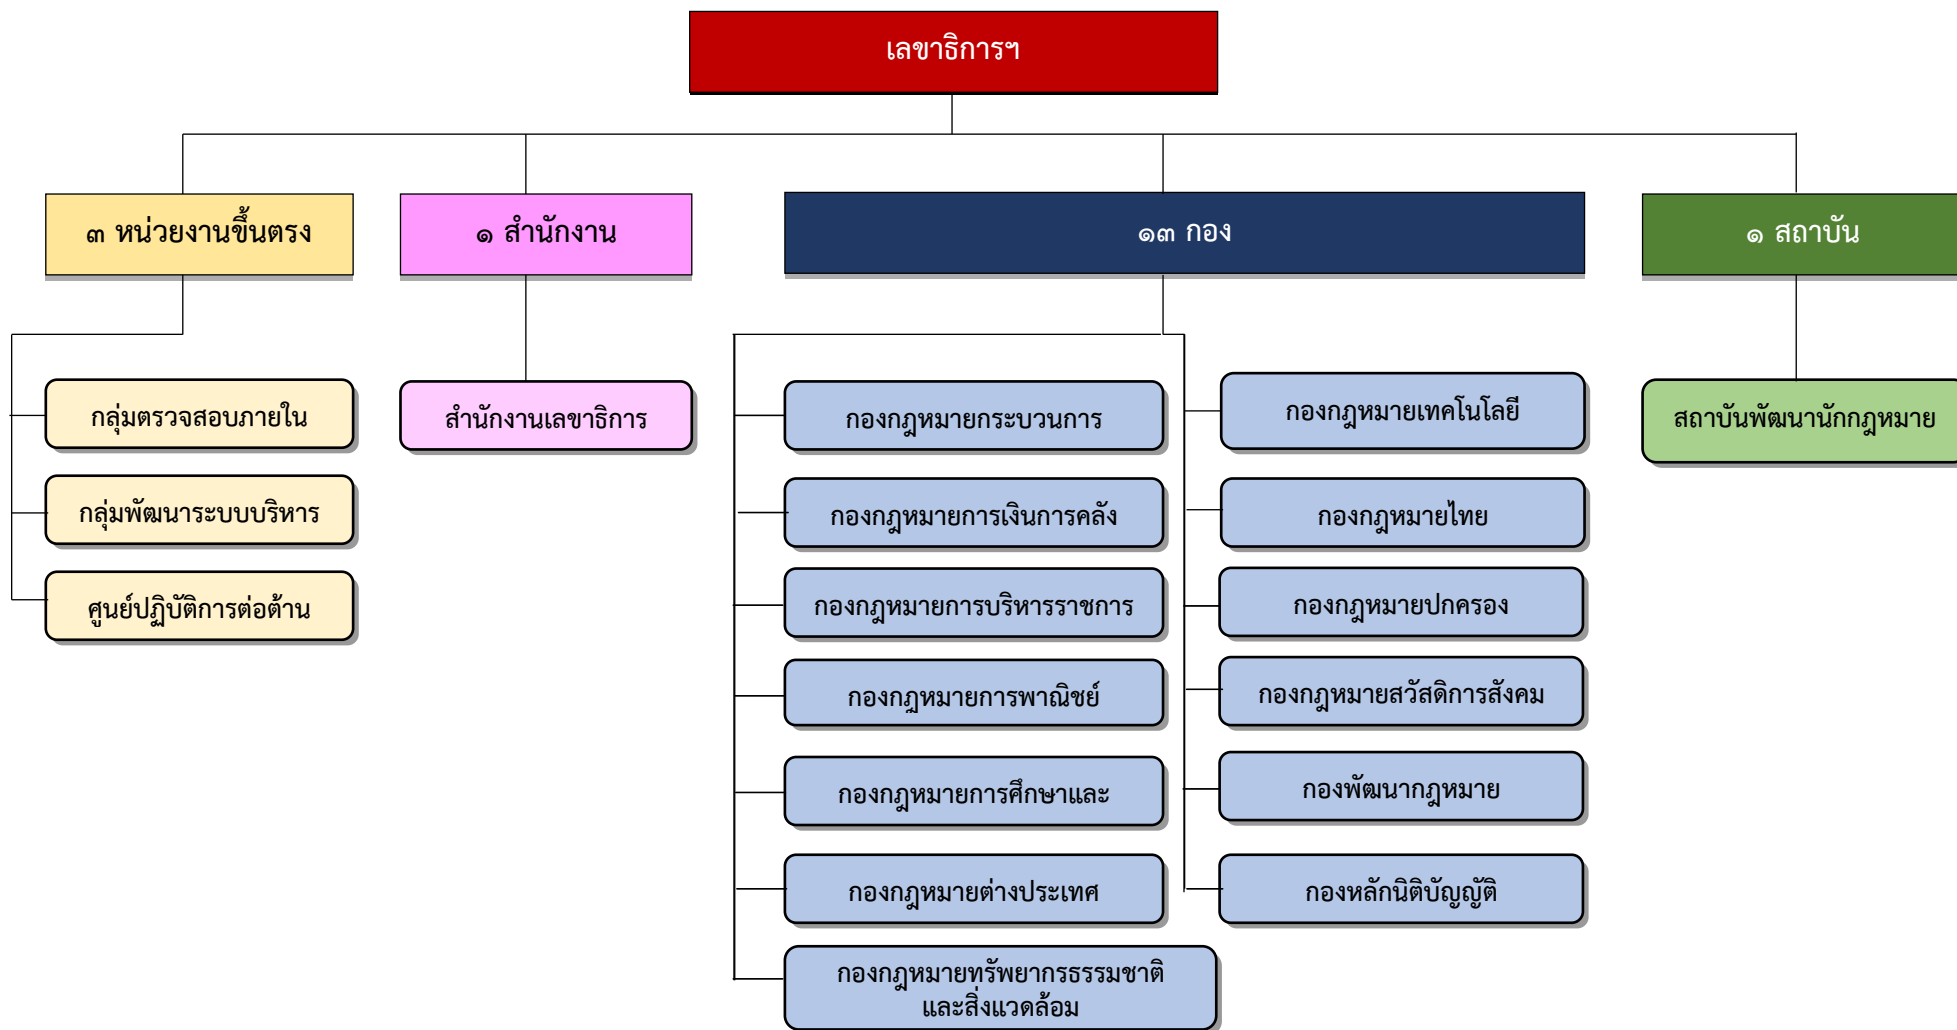 เลขาธิการฯ
๓ หน่วยงานขึ้นตรง
๑ สำนักงาน
๑๓ กอง
๑ สถาบัน
กลุ่มตรวจสอบภายใน
กลุ่มพัฒนาระบบบริหาร
ศูนย์ปฏิบัติการต่อต้าน
สำนักงานเลขาธิการ
กองกฎหมายกระบวนการ
กองกฎหมายการเงินการคลัง
กองกฎหมายการบริหารราชการ
กองกฎหมายการพาณิชย์
กองกฎหมายการศึกษาและ
กองกฎหมายต่างประเทศ
กองกฎหมายทรัพยากรธรรมชาติ
และสิ่งแวดล้อม
กองกฎหมายเทคโนโลยี
กองกฎหมายไทย
กองกฎหมายปกครอง
กองกฎหมายสวัสดิการสังคม
กองพัฒนากฎหมาย
กองหลักนิติบัญญัติ
สถาบันพัฒนานักกฎหมาย